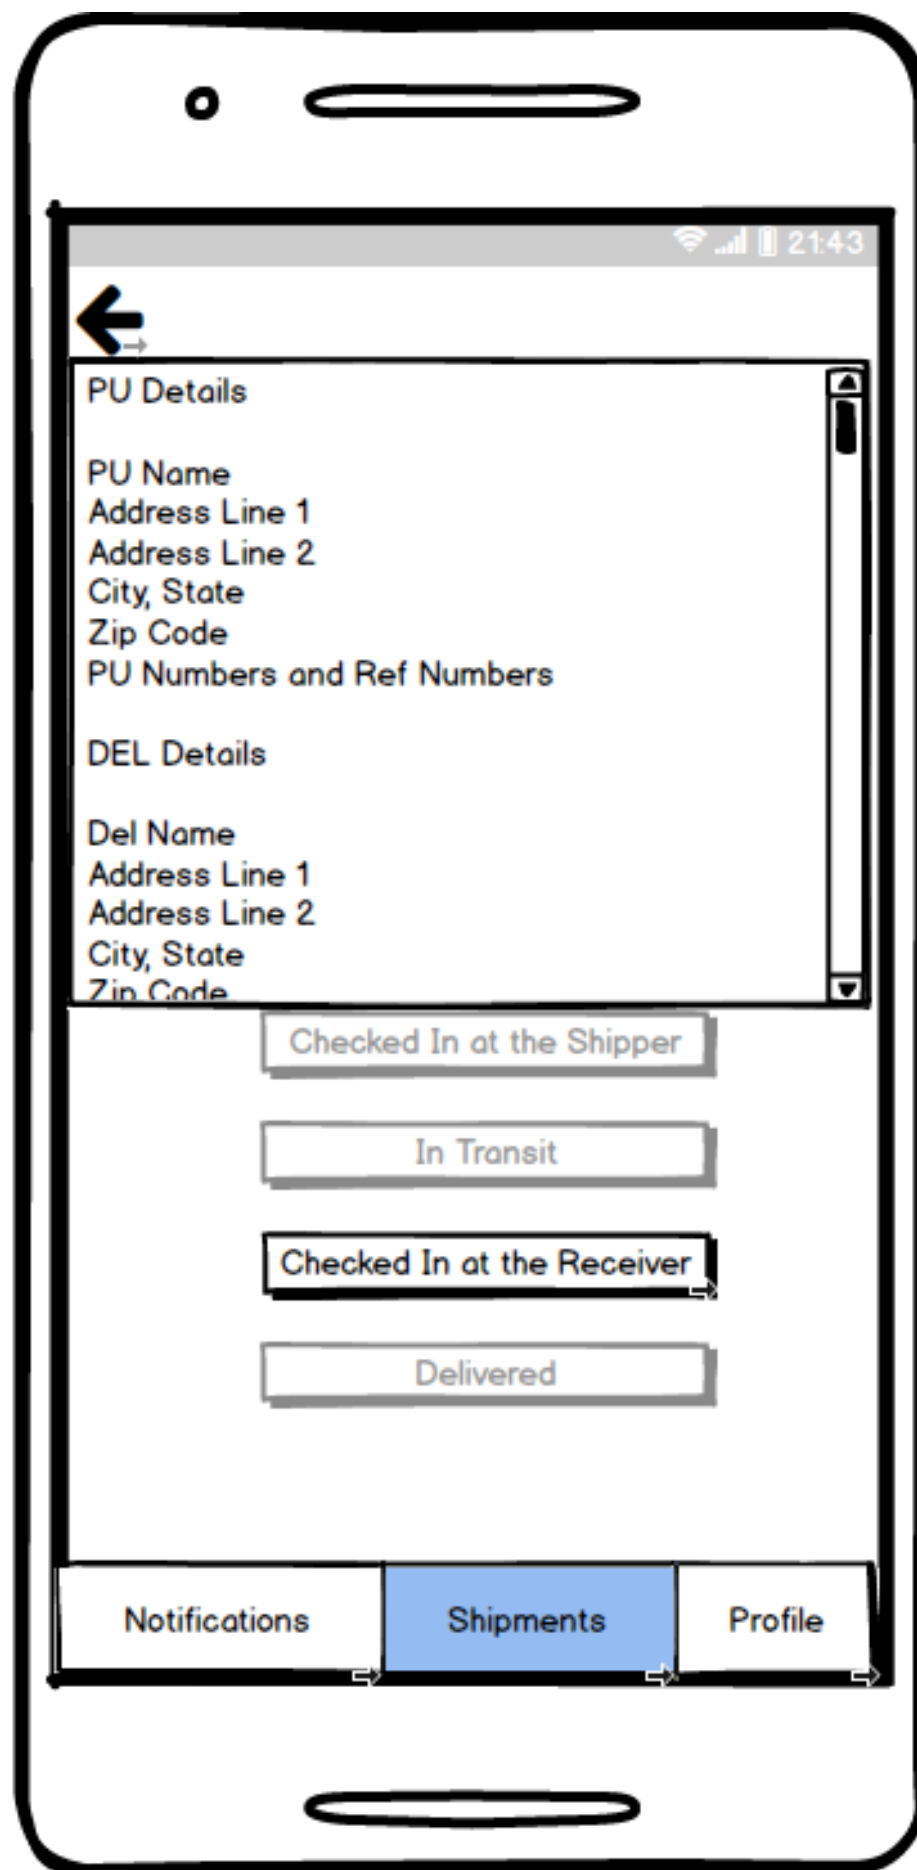 21:43
PU Details
PU Name
Address Line 1
Address Line 2
City, State
Zip Code
PU Numbers and Ref Numbers
DEL Details
Del Name
Address Line 1
Address Line 2
City, State
Zip Code
Checked In at the Shipper
In Transit
Checked In at the Receiver
Delivered
Notifications
Shipments
Profile